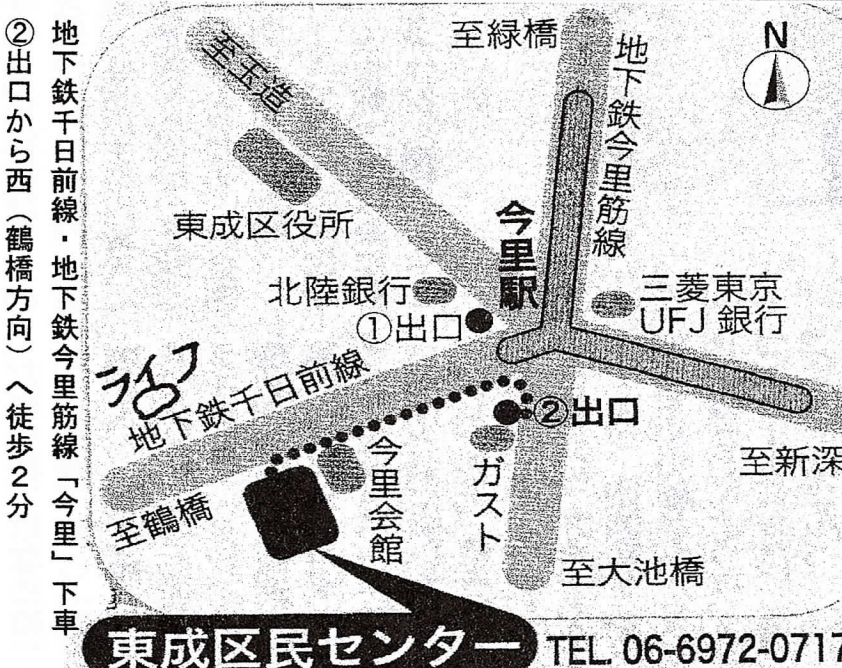 地下鉄千日前線・地下鉄今里筋線「今里」下車
②出口から西(鶴橋方向)へ徒歩2分
至玉造
至緑橋
N
地下鉄今里筋線
東成区役所
今里駅
北陸銀行
①出口
三菱東京
UFJ 銀行
ライフ
地下鉄千日前線
②出口
至新深
今里会館
ガスト
至鶴橋
至大池橋
東成区民センター
TEL. 06-6972-0717